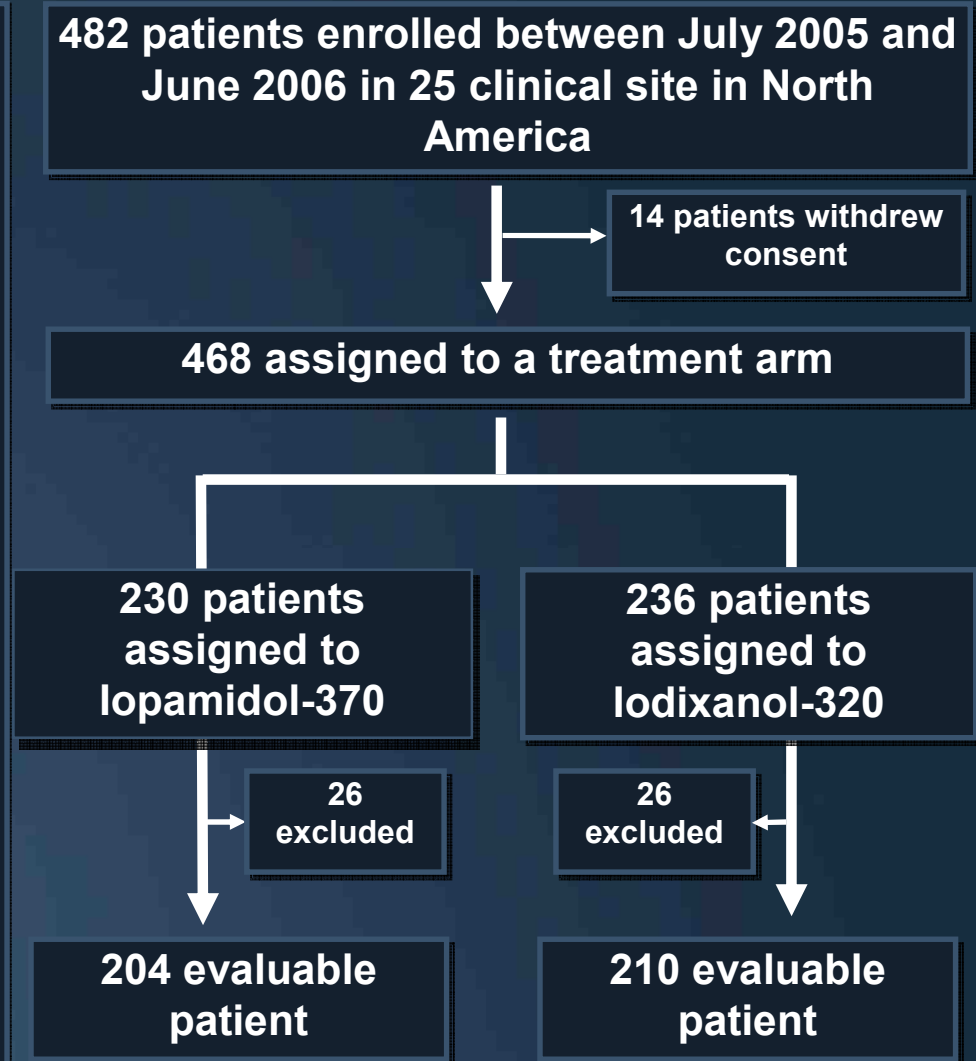 482 patients enrolled between July 2005 and
June 2006 in 25 clinical site in North
America
14 patients withdrew
consent
468 assigned to a treatment arm
230 patients
assigned to
Iopamidol-370
236 patients
assigned to
Iodixanol-320
26
excluded
26
excluded
204 evaluable
patient
210 evaluable
patient